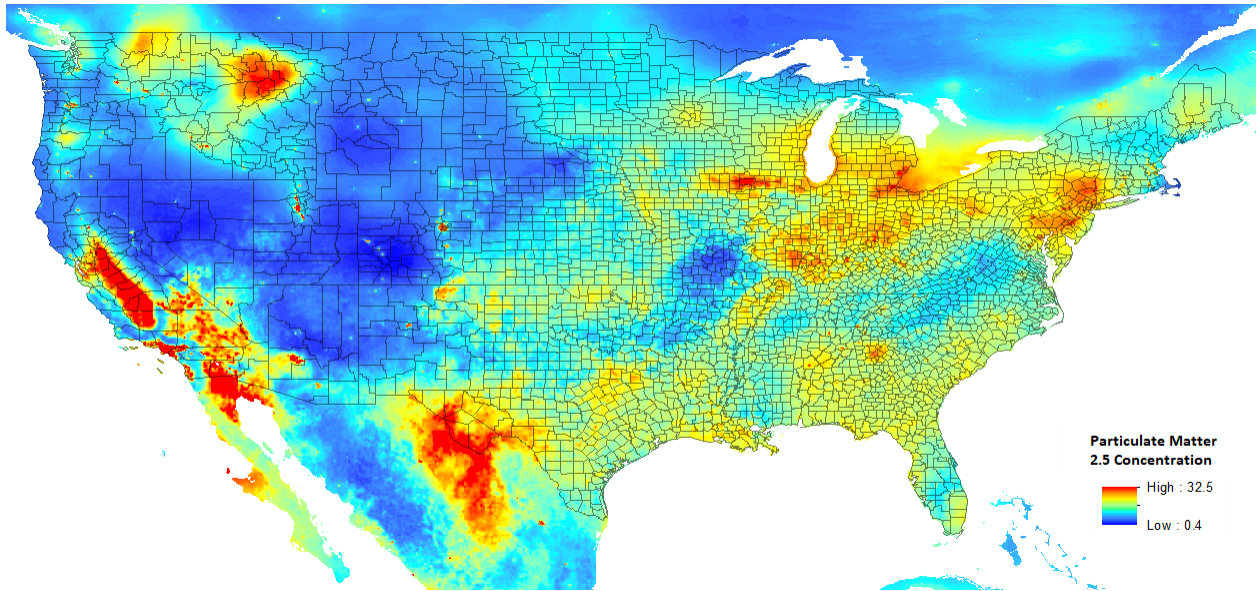 Particulate Matter
2.5 Concentration
High : 32.5
Low : 0.4